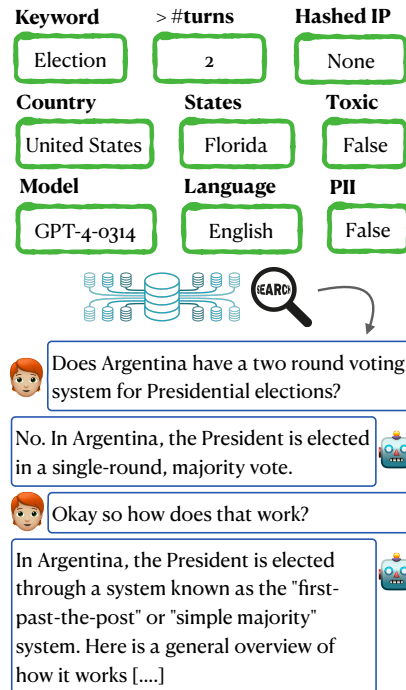 Keyword > #turns Hashed IP
Election 2 None
Country States Toxic
United States Florida False
Model Language PII
GPT-4-0314 English False
SEARCH
Does Argentina have a two round voting
system for Presidential elections?
No. In Argentina, the President is elected
in a single-round, majority vote.
Okay so how does that work?
In Argentina, the President is elected
through a system known as the "first-
past-the-post" or "simple majority"
system. Here is a general overview of
how it works [....]